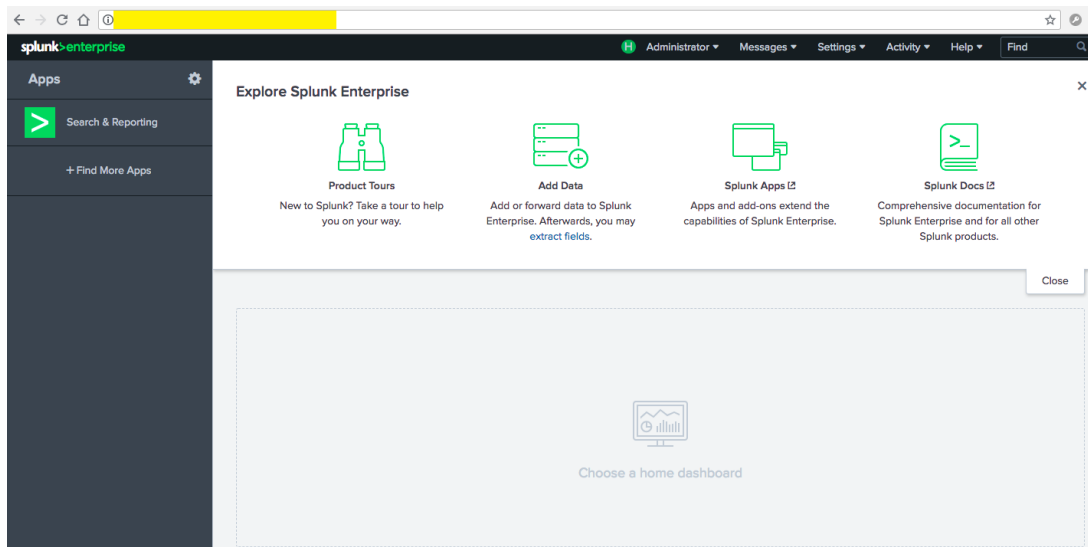 splunk>enterprise
H Administrator Messages Settings Activity Help Find
Apps
Search & Reporting
+ Find More Apps
Explore Splunk Enterprise
Product Tours
New to Splunk? Take a tour to help
you on your way.
Add Data
Add or forward data to Splunk
Enterprise. Afterwards, you may
extract fields.
Splunk Apps
Apps and add-ons extend the
capabilities of Splunk Enterprise.
Splunk Docs
Comprehensive documentation for
Splunk Enterprise and for all other
Splunk products.
Close
Choose a home dashboard